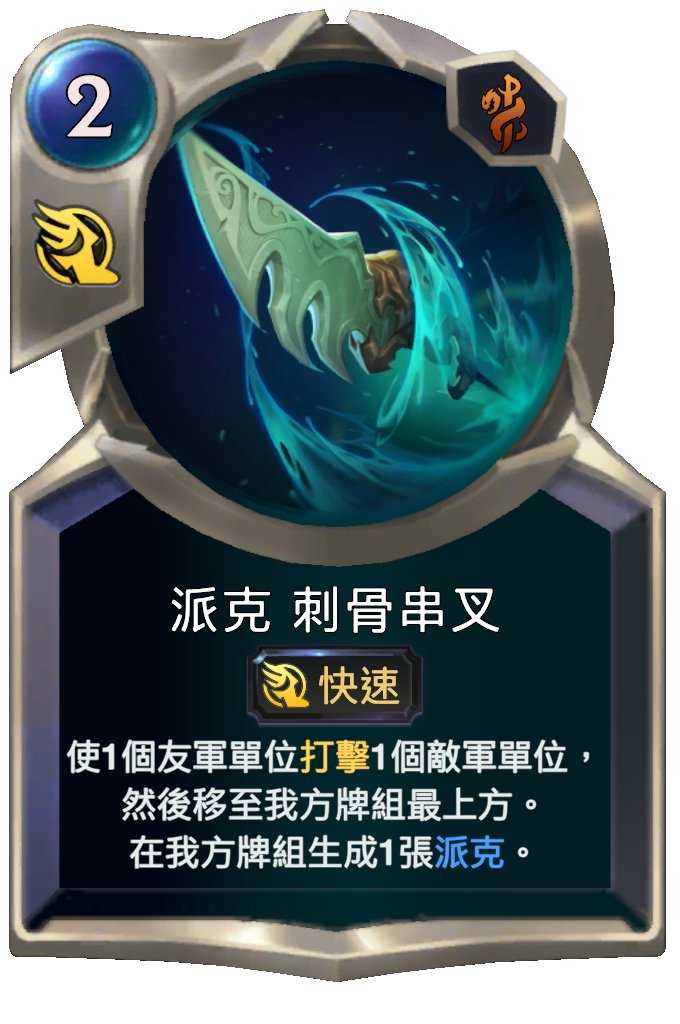 2
派克 刺骨串叉
快速
使1個友軍單位打擊1個敵軍單位，
然後移至我方牌組最上方。
在我方牌組生成1張派克。